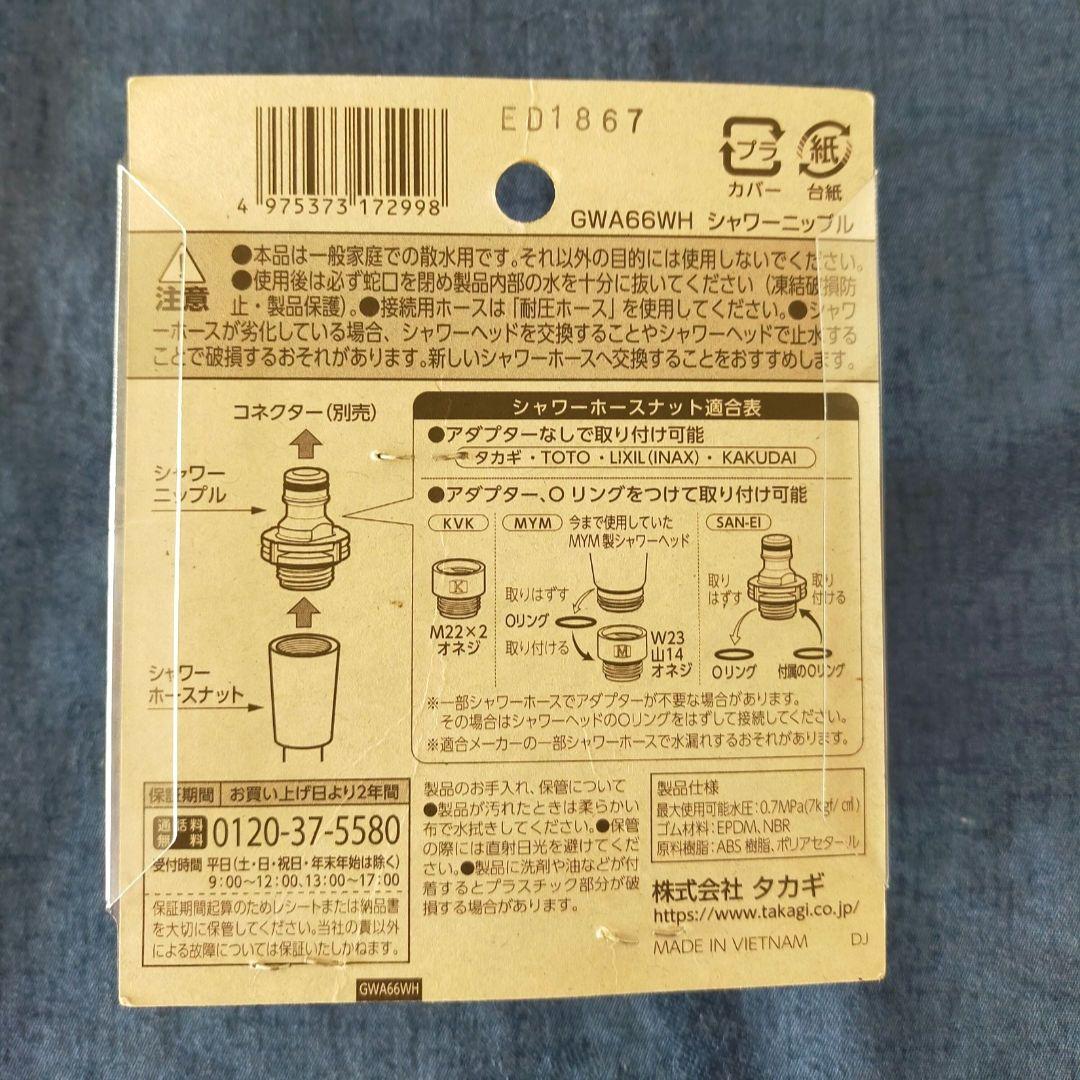 ED1867
4 975373 172998
プラ
カバー
紙
台紙
GWA66WH シャワーニップル
注意
●本品は一般家庭での散水用です。それ以外の目的には使用しないでください。
●使用後は必ず蛇口を閉め製品内部の水を十分に抜いてください（凍結破損防
止・製品保護）。●接続用ホースは「耐圧ホース」を使用してください。●シャワ
ーホースが劣化している場合、シャワーヘッドを交換することやシャワーヘッドで止水する
ことで破損するおそれがあります。新しいシャワーホースへ交換することをおすすめします。
コネクター（別売）
シャワー
ニップル
シャワー
ホースナット
シャワーホースナット適合表
●アダプターなしで取り付け可能
タカギ・TOTO・LIXIL(INAX)・KAKUDAI
●アダプター、Oリングをつけて取り付け可能
KVK
K
M22×2
オネジ
MYM
今まで使用していた
MYM製シャワーヘッド
取りはずす
Oリング
取り付ける
M
W23
山14
オネジ
SAN-EI
取り
はずす
取り
付ける
Oリング
付属のOリング
※一部シャワーホースでアダプターが不要な場合があります。
その場合はシャワーヘッドのOリングをはずして接続してください。
※適合メーカーの一部シャワーホースで水漏れするおそれがあります。
保証期間 お買い上げ日より2年間
通話料
無料
0120-37-5580
受付時間 平日（土・日・祝日・年末年始は除く）
9:00～12:00、13:00～17:00
保証期間起算のためレシートまたは納品書
を大切に保管してください。当社の責以外
による故障については保証いたしかねます。
製品のお手入れ、保管について
●製品が汚れたときは柔らかい
布で水拭きしてください。●保管
の際には直射日光を避けてくだ
さい。●製品に洗剤や油などが付
着するとプラスチック部分が破
損する場合があります。
製品仕様
最大使用可能水圧：0.7MPa(7kgf/㎠)
ゴム材料：EPDM、NBR
原料樹脂：ABS樹脂、ポリアセタール
株式会社 タカギ
https://www.takagi.co.jp/
MADE IN VIETNAM DJ
GWA66WH